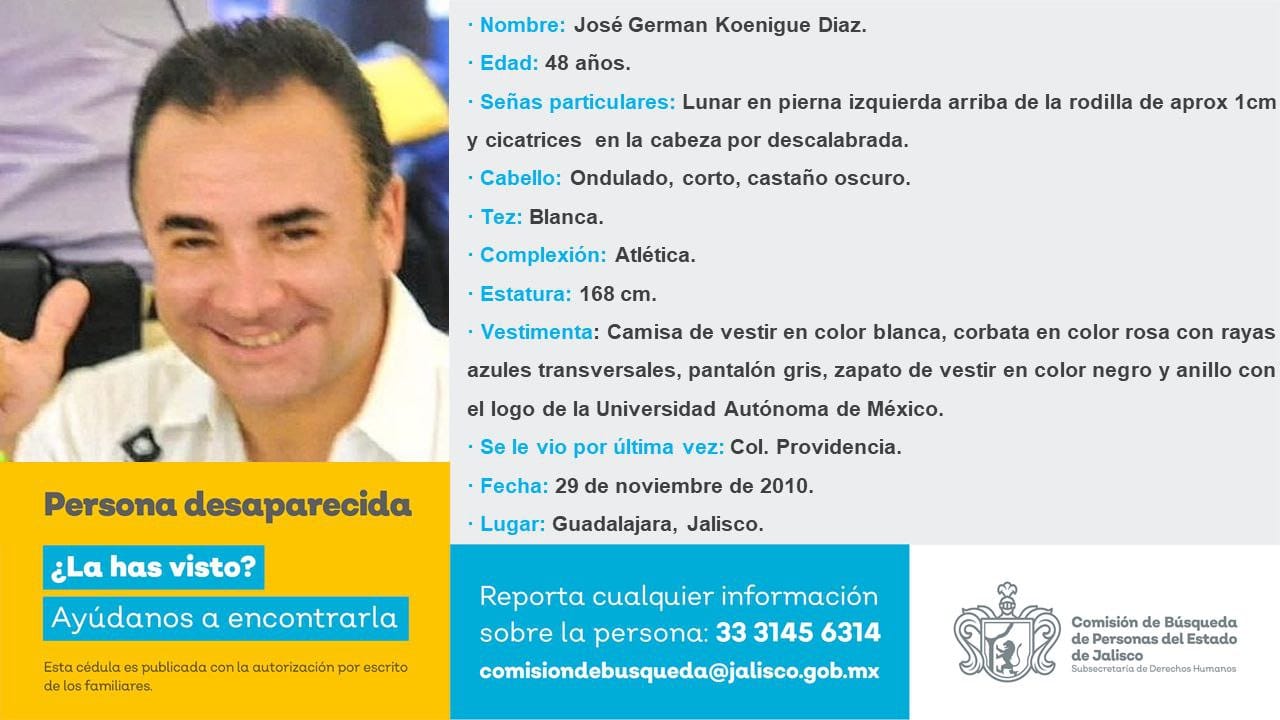 · Nombre: José German Koenigue Diaz.
· Edad: 48 años.
· Señas particulares: Lunar en pierna izquierda arriba de la rodilla de aprox 1cm
y cicatrices en la cabeza por descalabrada.
· Cabello: Ondulado, corto, castaño oscuro.
· Tez: Blanca.
· Complexión: Atlética.
· Estatura: 168 cm.
· Vestimenta: Camisa de vestir en color blanca, corbata en color rosa con rayas
azules transversales, pantalón gris, zapato de vestir en color negro y anillo con
el logo de la Universidad Autónoma de México.
· Se le vio por última vez: Col. Providencia.
· Fecha: 29 de noviembre de 2010.
· Lugar: Guadalajara, Jalisco.
Persona desaparecida
¿La has visto?
Ayúdanos a encontrarla
Esta cédula es publicada con la autorización por escrito
de los familiares.
Reporta cualquier información
sobre la persona: 33 3145 6314
comisiondebusqueda@jalisco.gob.mx
Comisión de Búsqueda
de Personas del Estado
de Jalisco
Subsecretaría de Derechos Humanos